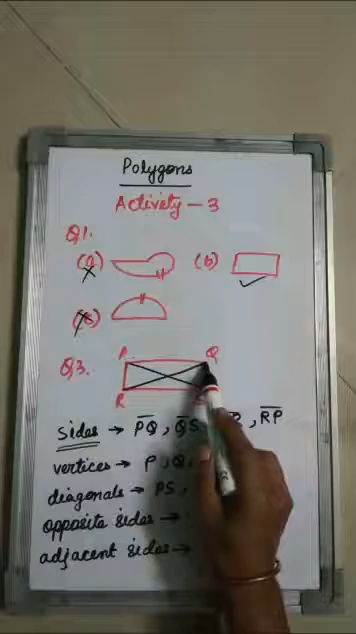 Polygons
Activity - 3
Q1.
(a) (b)
(c)
P Q
Q3.
R
Sides → PQ, QS, RP
vertices → P, Q,
diagonals → PS,
opposite sides →
adjacent sides →